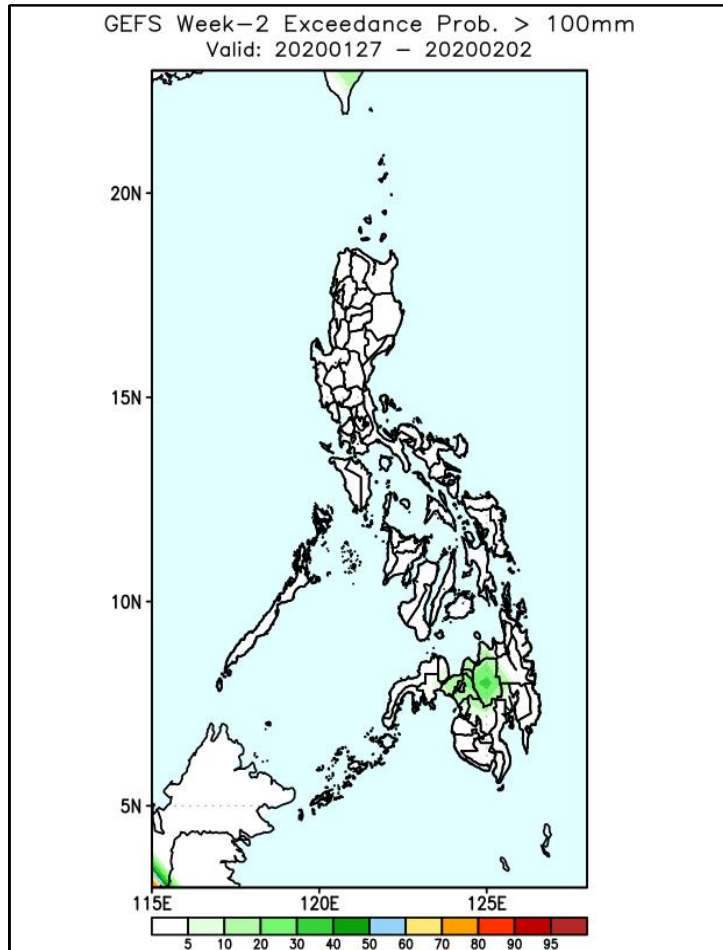 GEFS Week-2 Exceedance Prob. > 100mm
Valid: 20200127 - 20200202
20N
15N
10N
5N
115E 120E 125E
5 10 20 30 40 50 60 70 80 90 95